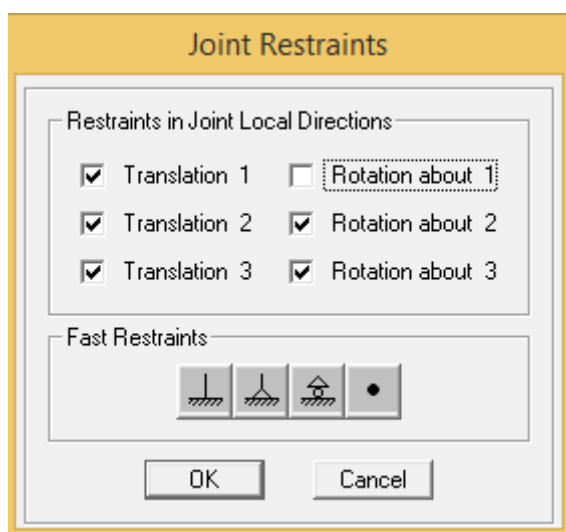 Joint Restraints
Restraints in Joint Local Directions
Translation 1 Rotation about 1
Translation 2 Rotation about 2
Translation 3 Rotation about 3
Fast Restraints
OK Cancel